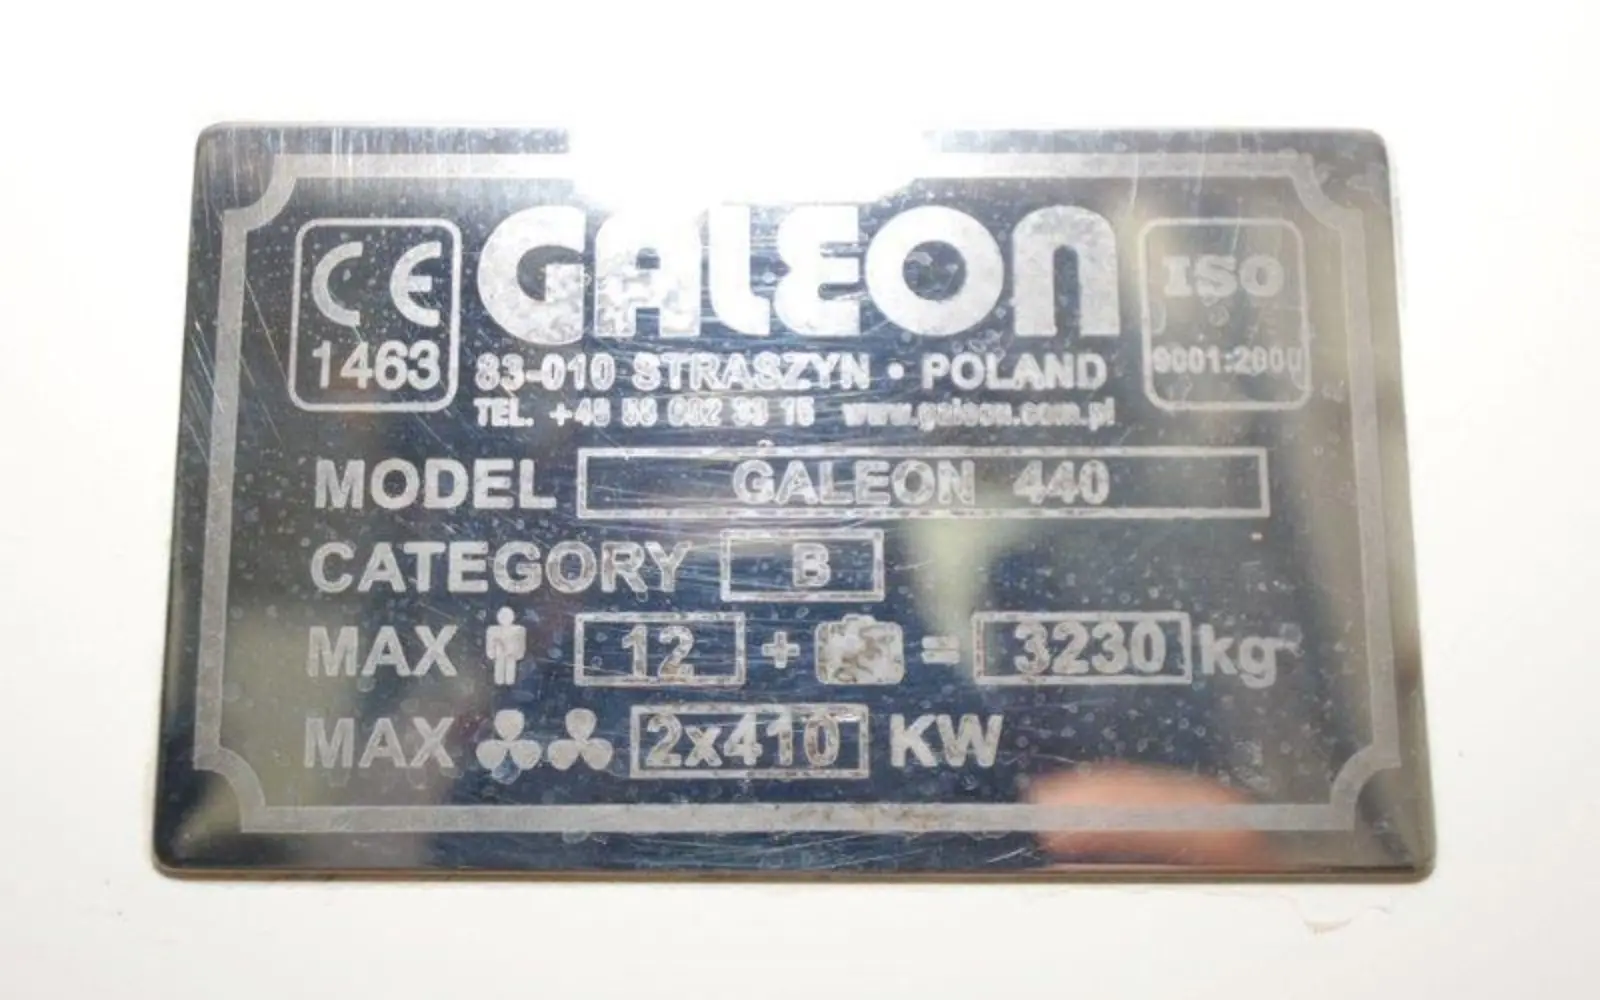 CE
1463
GALEON
83-010 STRASZYN • POLAND
TEL. www.galeon.com.pl
ISO
9001:2000
MODEL GALEON 440
CATEGORY B
MAX 12 + = 3230 kg
MAX 2x410 KW